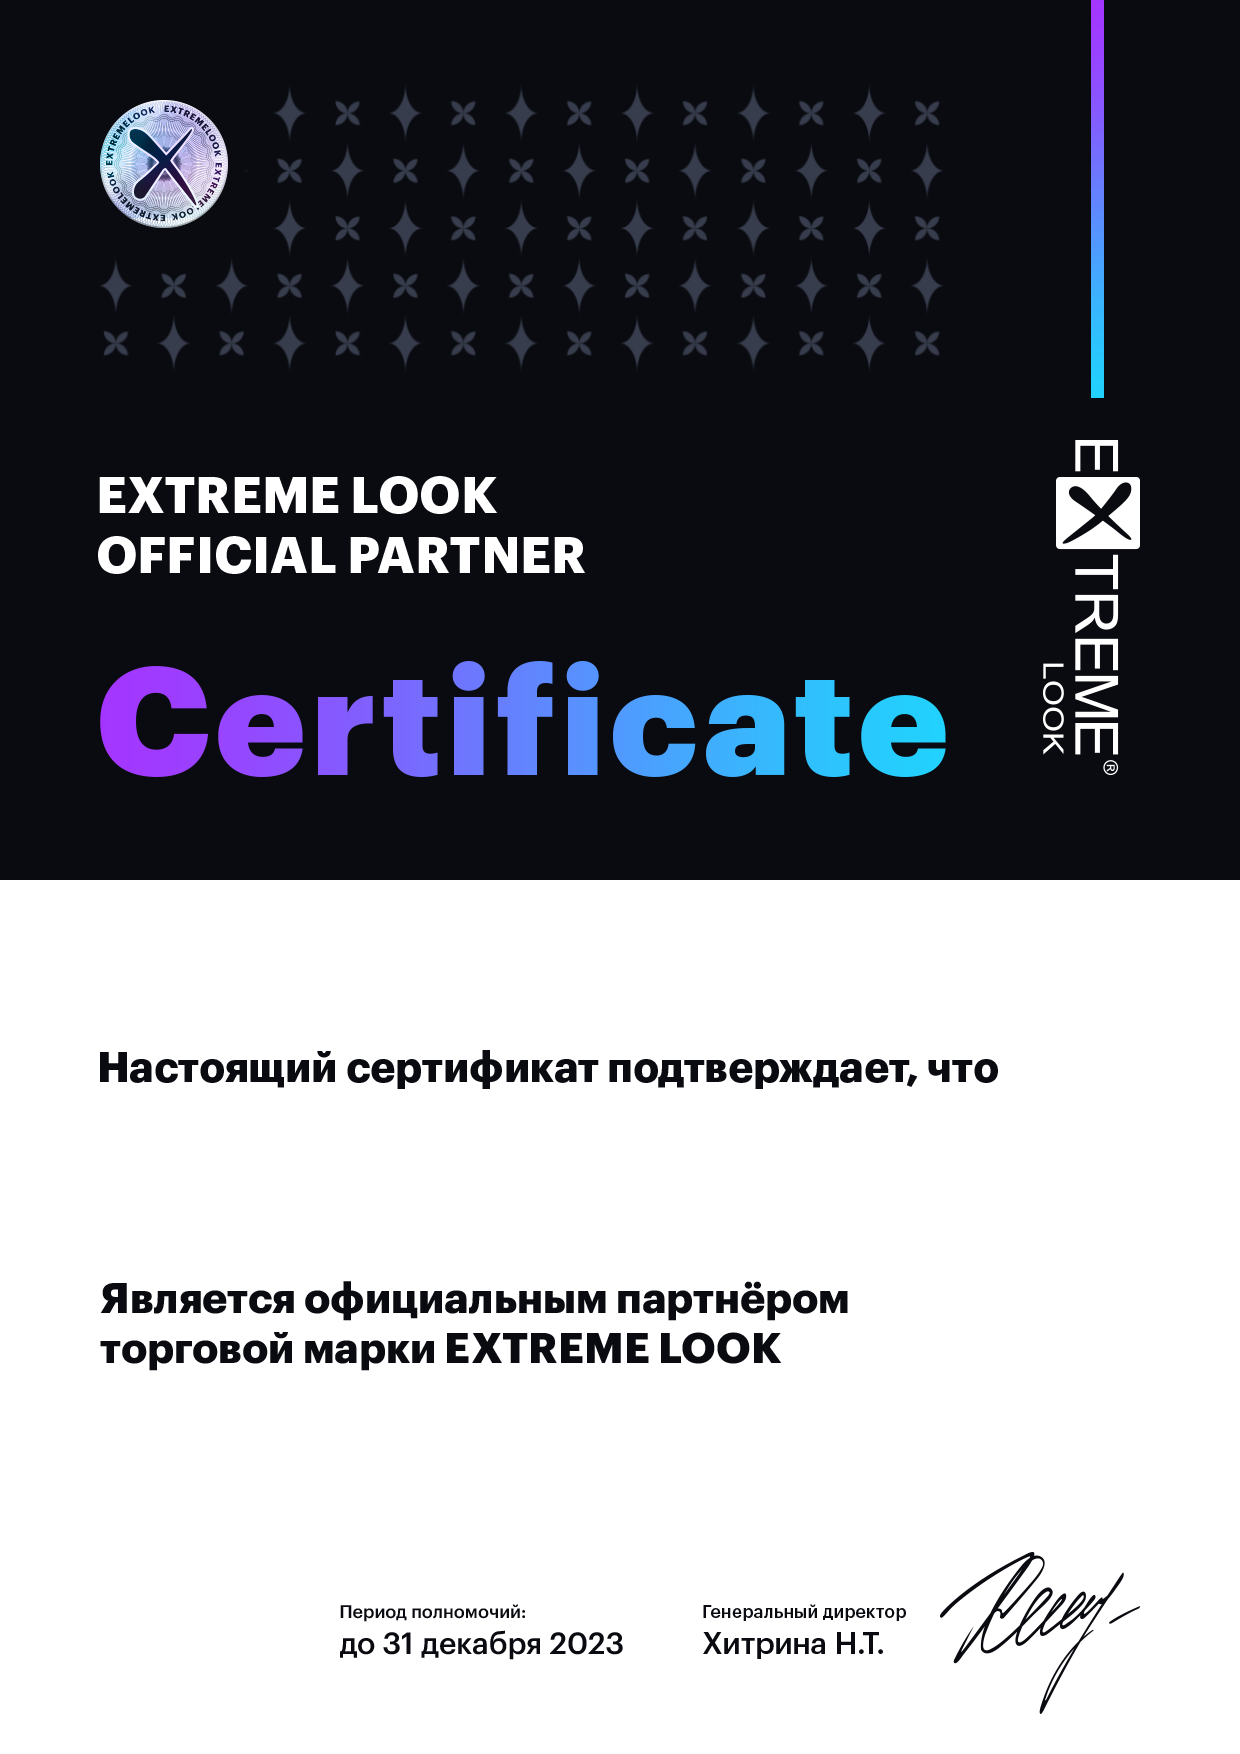 EXTREMELOOK EXTREMELOOK EXTREMELOOK EXTREMELOOK
EXTREME LOOK
OFFICIAL PARTNER
EXTREME
LOOK
®
Certificate
Настоящий сертификат подтверждает, что
Является официальным партнёром
торговой марки EXTREME LOOK
Период полномочий:
до 31 декабря 2023
Генеральный директор
Хитрина Н.Т.